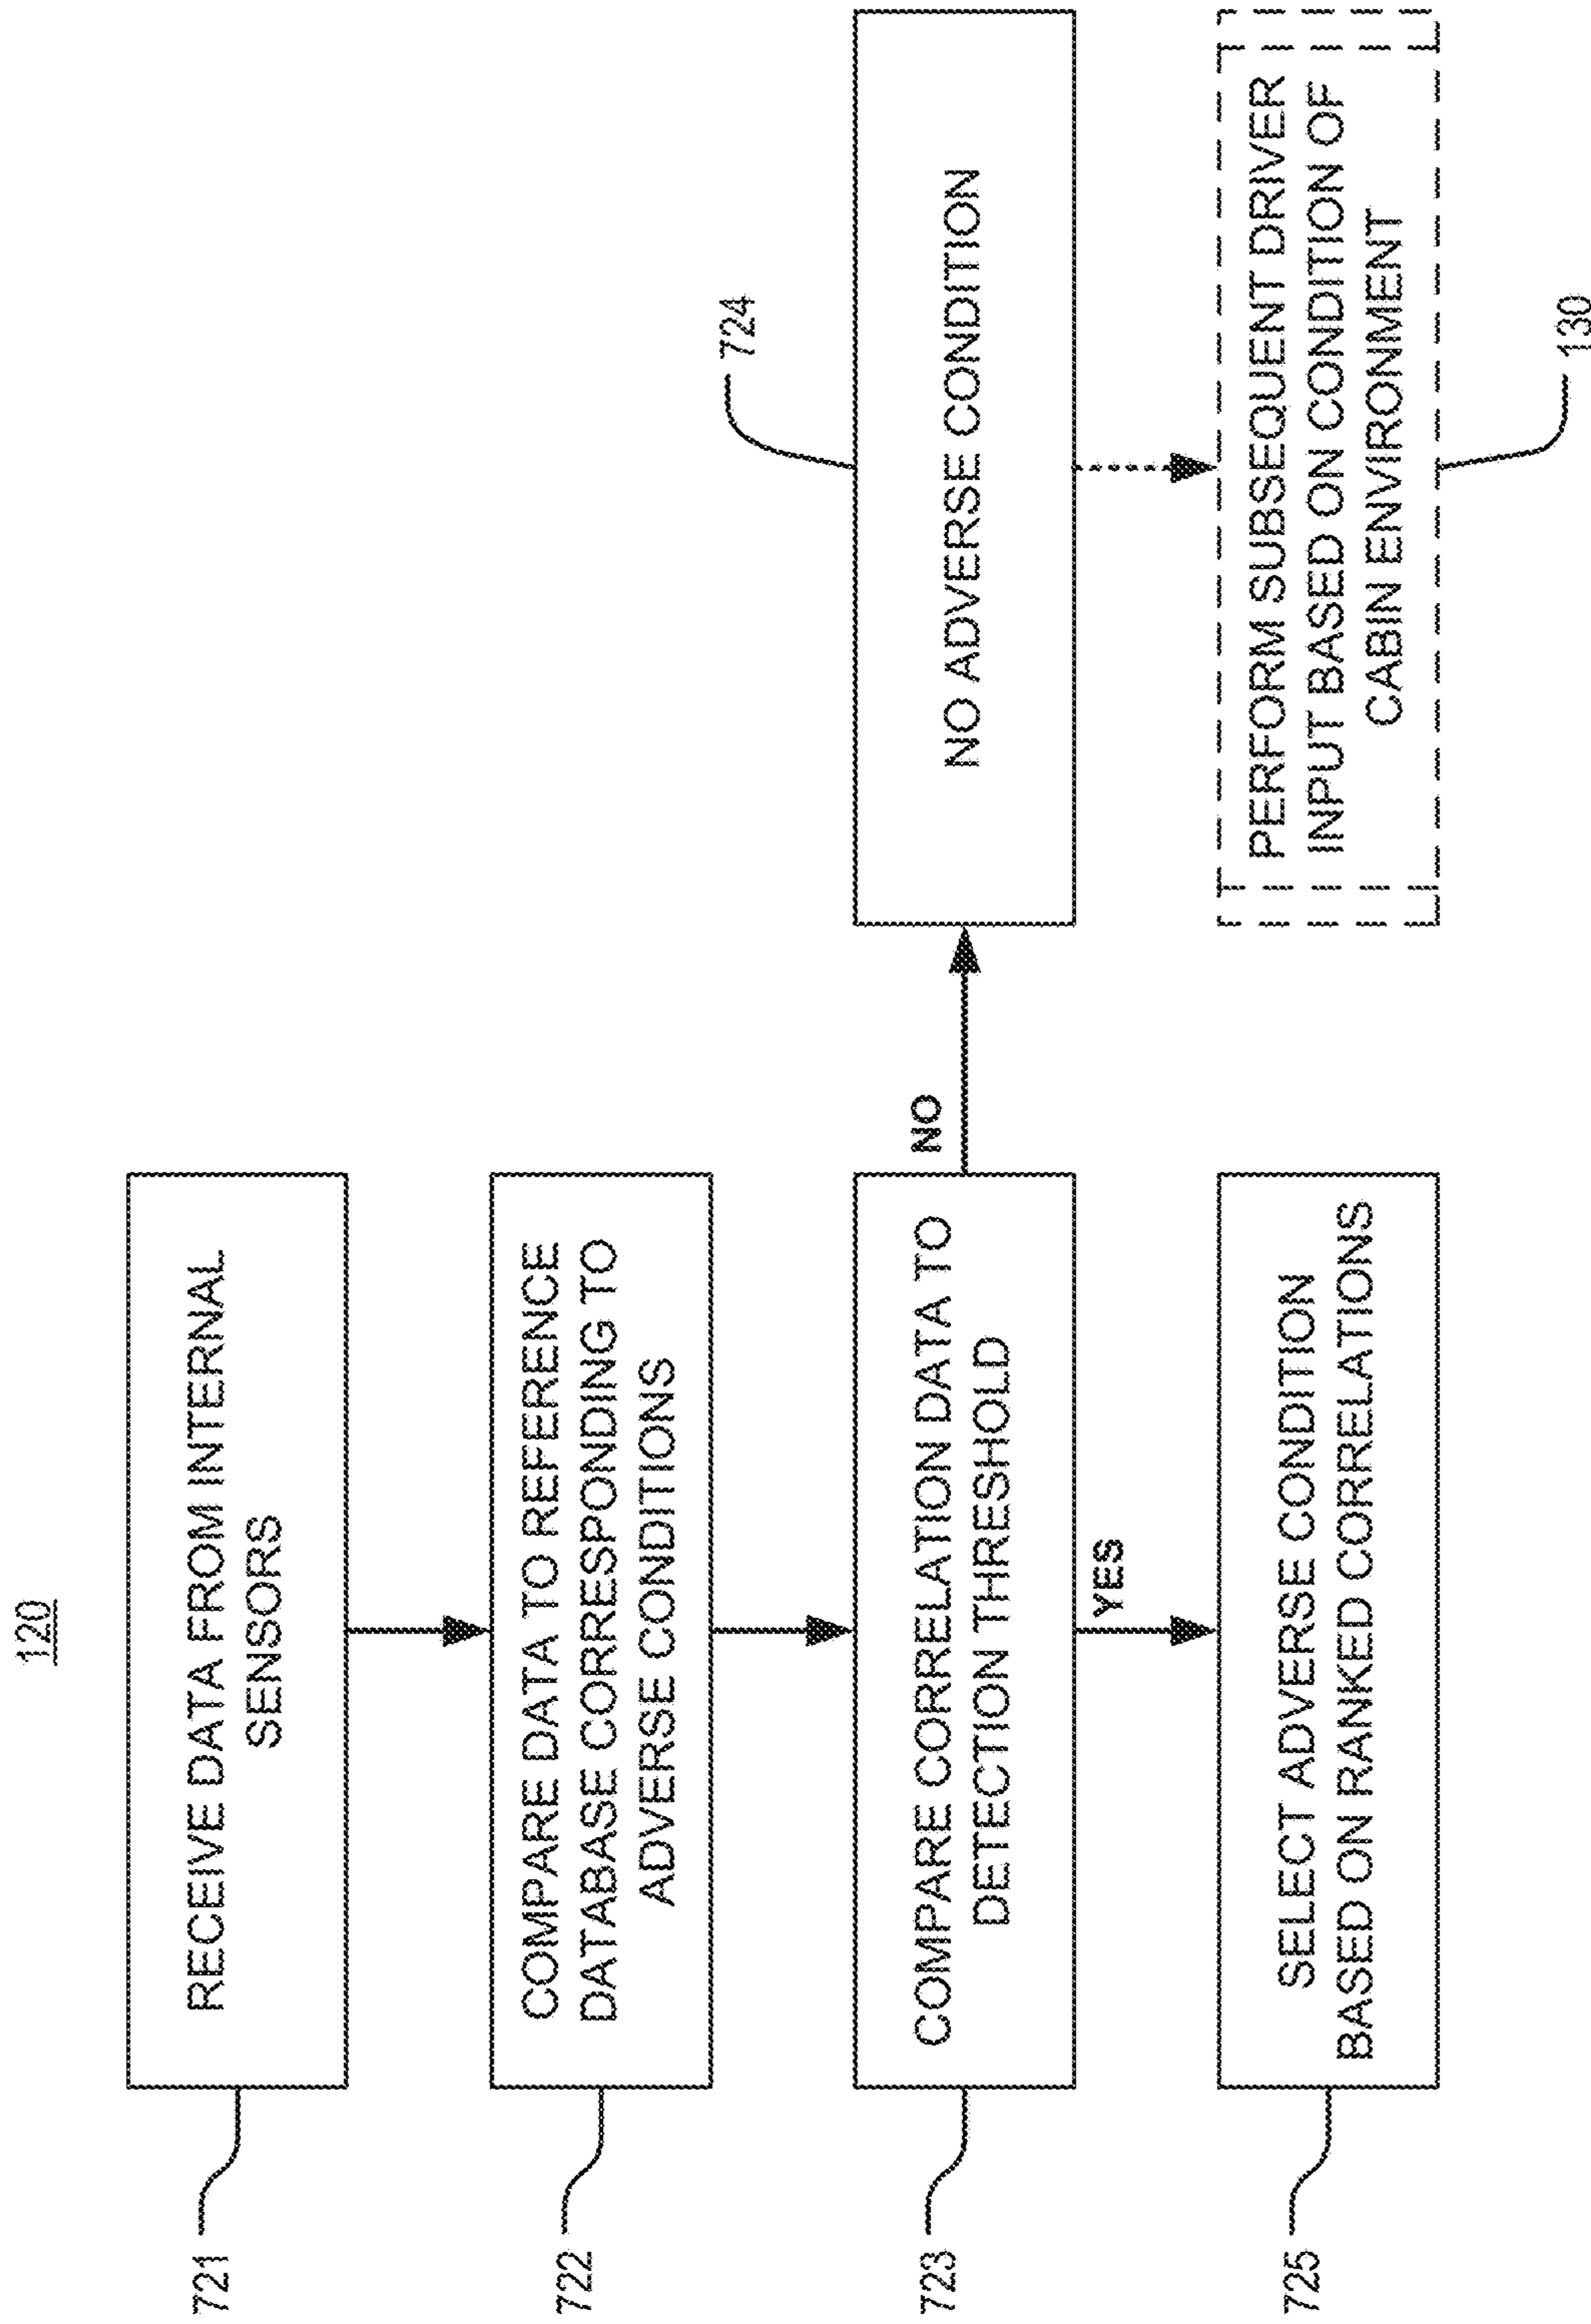 120
721
RECEIVE DATA FROM INTERNAL
SENSORS
722
COMPARE DATA TO REFERENCE
DATABASE CORRESPONDING TO
ADVERSE CONDITIONS
723
COMPARE CORRELATION DATA TO
DETECTION THRESHOLD
NO
724
NO ADVERSE CONDITION
YES
725
SELECT ADVERSE CONDITION
BASED ON RANKED CORRELATIONS
PERFORM SUBSEQUENT DRIVER
INPUT BASED ON CONDITION OF
CABIN ENVIRONMENT
130